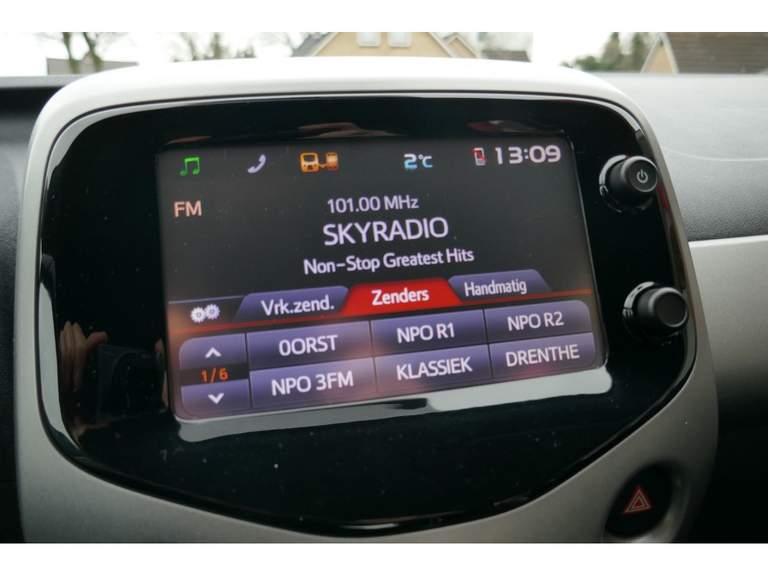 2°C 13:09
FM
101.00 MHz
SKYRADIO
Non-Stop Greatest Hits
Vrk.zend. Zenders Handmatig
0ORST NPO R1 NPO R2
1/6
NPO 3FM KLASSIEK DRENTHE